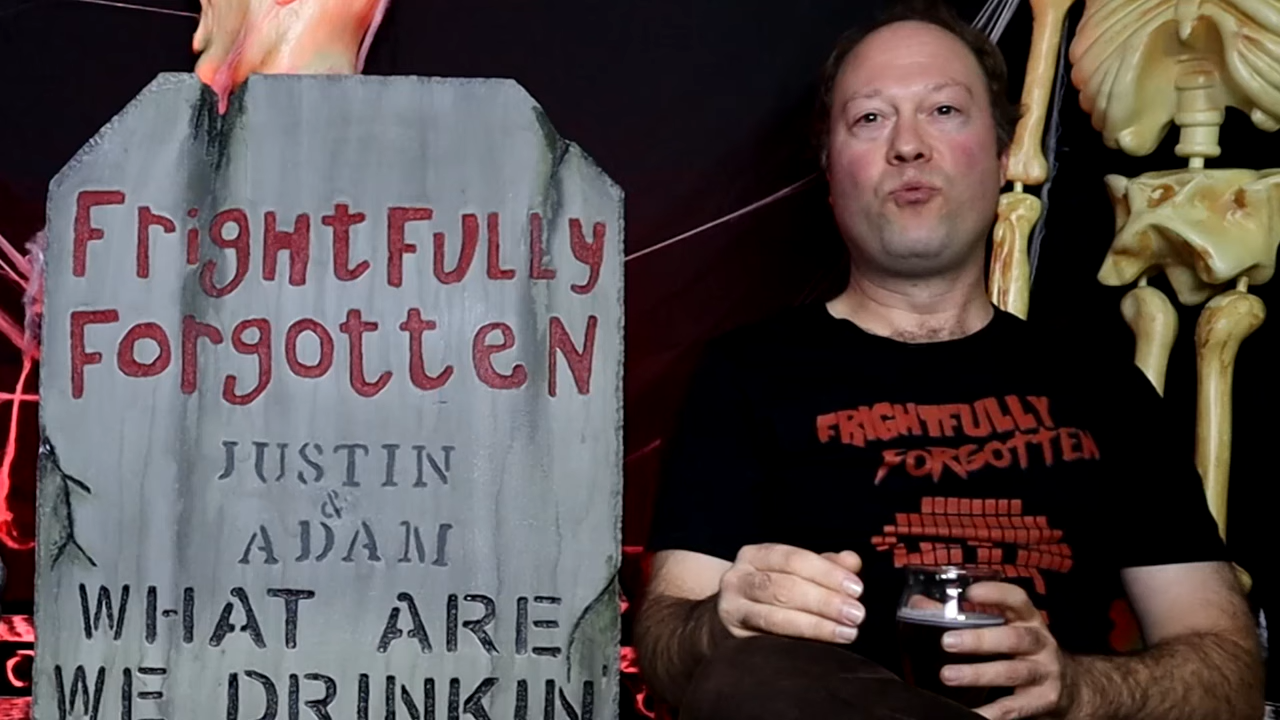 FrigHtFULLy
ForgotteN
JUSTIN
&
ADAM
WHAT ARE
WE DRINKIN'
FRIGHTFULLY
FORGOTTEN